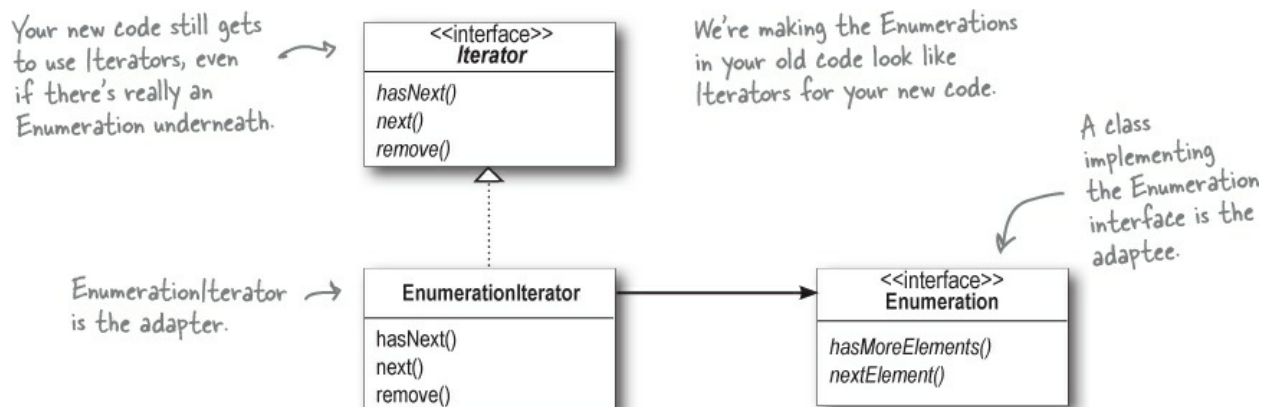 Your new code still gets
to use Iterators, even
if there's really an
Enumeration underneath.
<<interface>>
Iterator
hasNext()
next()
remove()
We're making the Enumerations
in your old code look like
Iterators for your new code.
A class
implementing
the Enumeration
interface is the
adaptee.
EnumerationIterator
is the adapter.
EnumerationIterator
hasNext()
next()
remove()
<<interface>>
Enumeration
hasMoreElements()
nextElement()